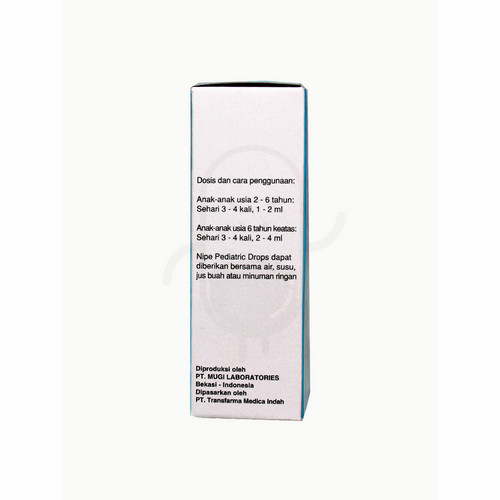 Dosis dan cara penggunaan:
Anak-anak usia 2 - 6 tahun:
Sehari 3 - 4 kali, 1 - 2 ml
Anak-anak usia 6 tahun keatas:
Sehari 3 - 4 kali, 2 - 4 ml
Nipe Pediatric Drops dapat
diberikan bersama air, susu,
jus buah atau minuman ringan
Diproduksi oleh
PT. MUGI LABORATORIES
Bekasi - Indonesia
Dipasarkan oleh
PT. Transfarma Medica Indah